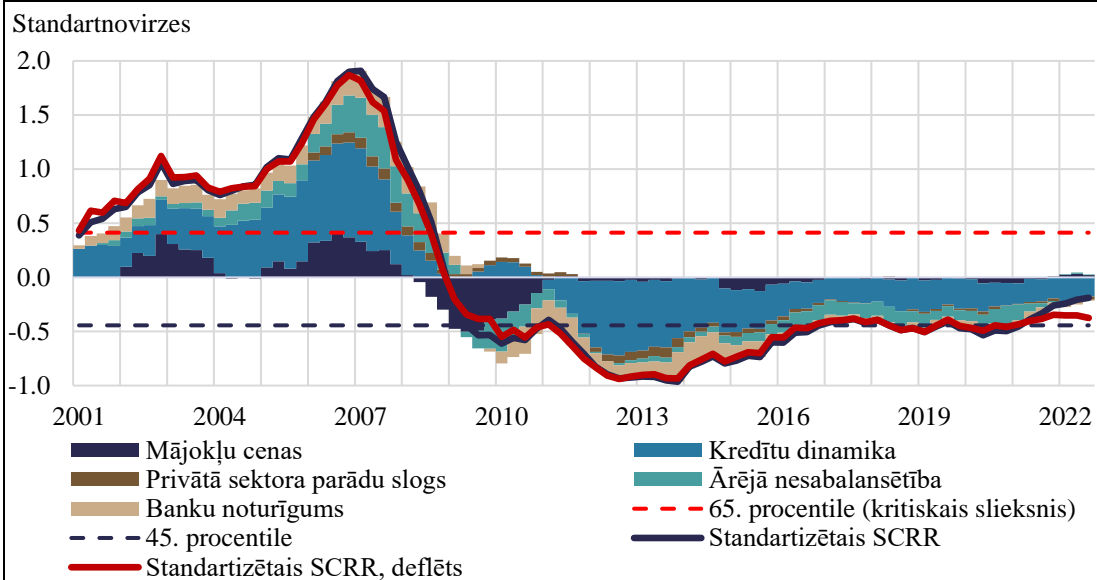 Standartnovirzes
2.0
1.5
1.0
0.5
0.0
-0.5
-1.0
2001 2004 2007 2010 2013 2016 2019 2022
Mājokļu cenas
Kredītu dinamika
Privātā sektora parādu slogs
Ārējā nesabalansētība
Banku noturīgums
65. procentile (kritiskais slieksnis)
45. procentile
Standartizētais SCRR
Standartizētais SCRR, deflēts